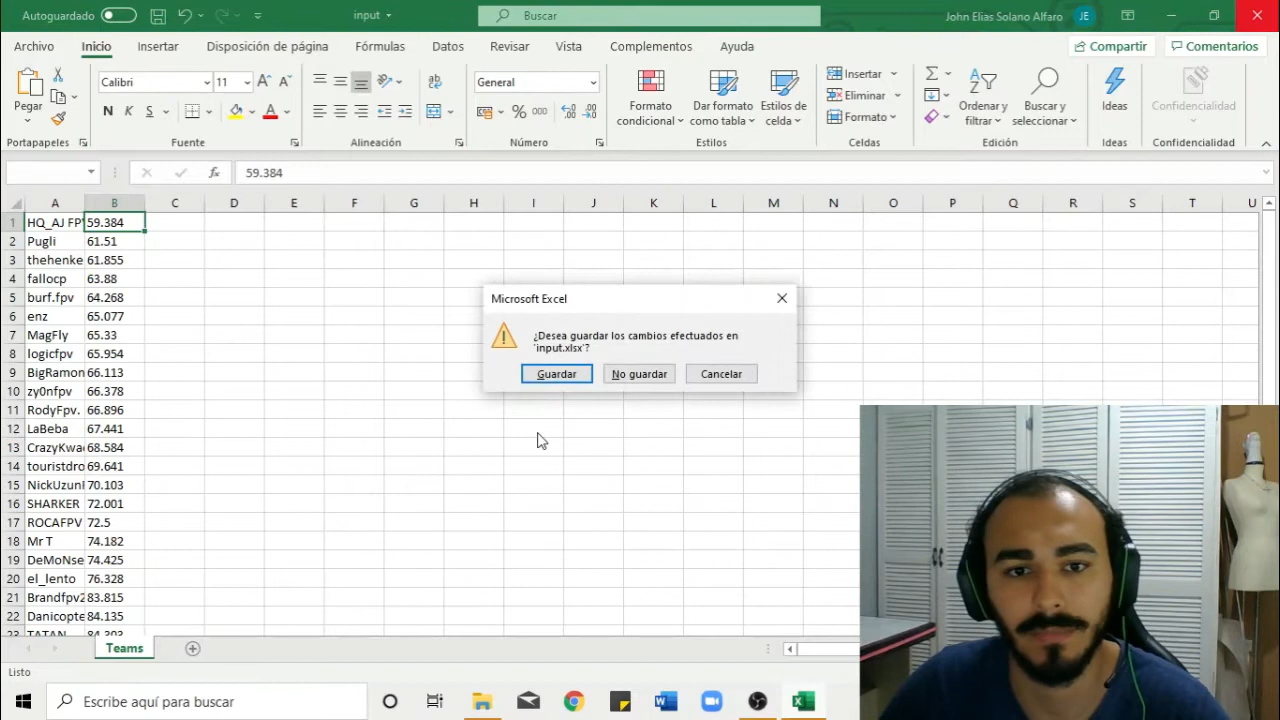 Autoguardado
input
Buscar
John Elias Solano Alfaro
JE
Archivo
Inicio
Insertar
Disposición de página
Fórmulas
Datos
Revisar
Vista
Complementos
Ayuda
Compartir
Comentarios
Pegar
Calibri
11
General
Formato
condicional
Dar formato
como tabla
Estilos de
celda
Insertar
Eliminar
Formato
Ordenar y
filtrar
Buscar y
seleccionar
Ideas
Confidencialidad
N K S
% 000
Portapapeles
Fuente
Alineación
Número
Estilos
Celdas
Edición
Ideas
Confidencialidad
fx 59.384
A B C D E F G H I J K L M N O P Q R S T U
1 HQ_AJ FPV 59.384
2 Pugli 61.51
3 thehenke 61.855
4 fallocp 63.88
5 burf.fpv 64.268
6 enz 65.077
7 MagFly 65.33
8 logicfpv 65.954
9 BigRamon 66.113
10 zy0nfpv 66.378
11 RodyFpv. 66.896
12 LaBeba 67.441
13 CrazyKwa 68.584
14 touristdro 69.641
15 NickUzun 70.103
16 SHARKER 72.001
17 ROCAFPV 72.5
18 Mr T 74.182
19 DeMoNse 74.425
20 el_lento 76.328
21 Brandfpv2 83.815
22 Danicopte 84.135
23 TATAN 84.303
Microsoft Excel
¿Desea guardar los cambios efectuados en
'input.xlsx'?
Guardar
No guardar
Cancelar
Teams
Listo
Escribe aquí para buscar